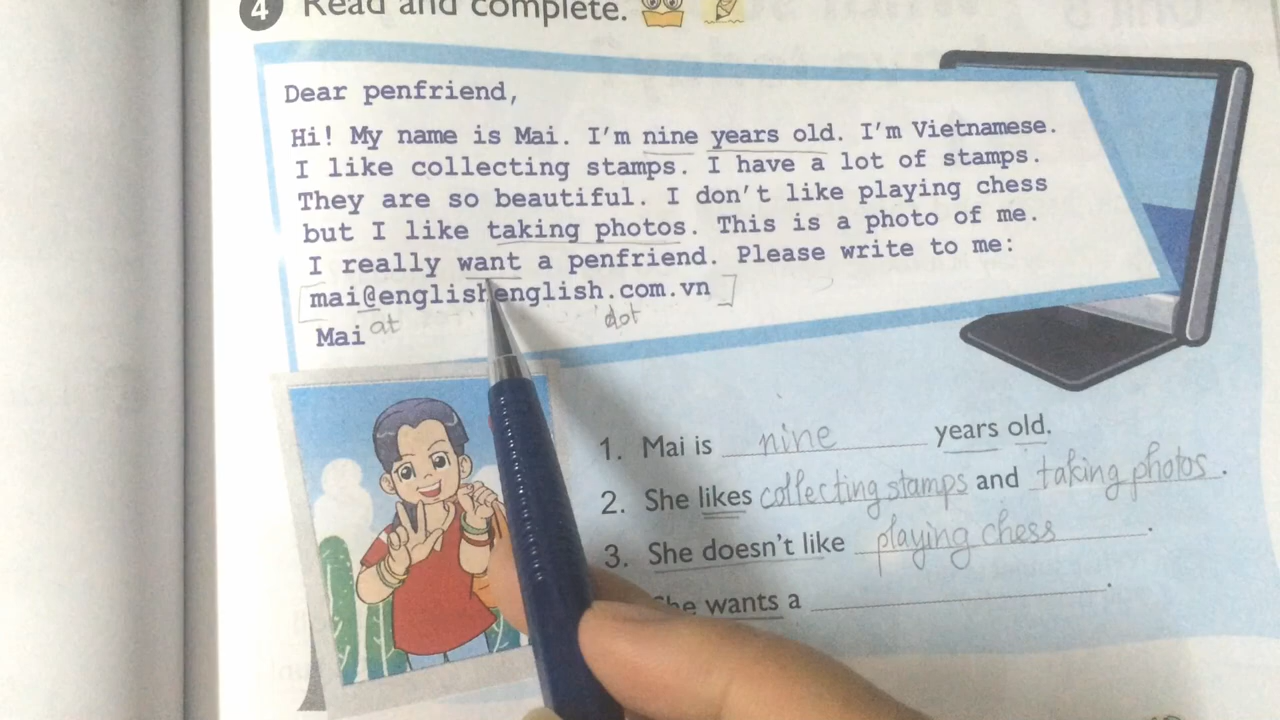 4 Read and complete.
Dear penfriend,
Hi! My name is Mai. I'm nine years old. I'm Vietnamese.
I like collecting stamps. I have a lot of stamps.
They are so beautiful. I don't like playing chess
but I like taking photos. This is a photo of me.
I really want a penfriend. Please write to me:
mai@englishenglish.com.vn
at dot
Mai
1. Mai is nine years old.
2. She likes collecting stamps and taking photos.
3. She doesn't like playing chess.
She wants a